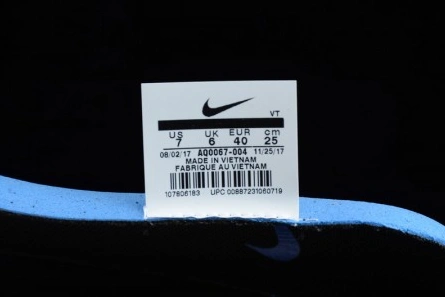 VT
US UK EUR cm
7 6 40 25
08/02/17 AQ0067-004 11/25/17
MADE IN VIETNAM
FABRIQUE AU VIETNAM
107806183 UPC 00887231060719